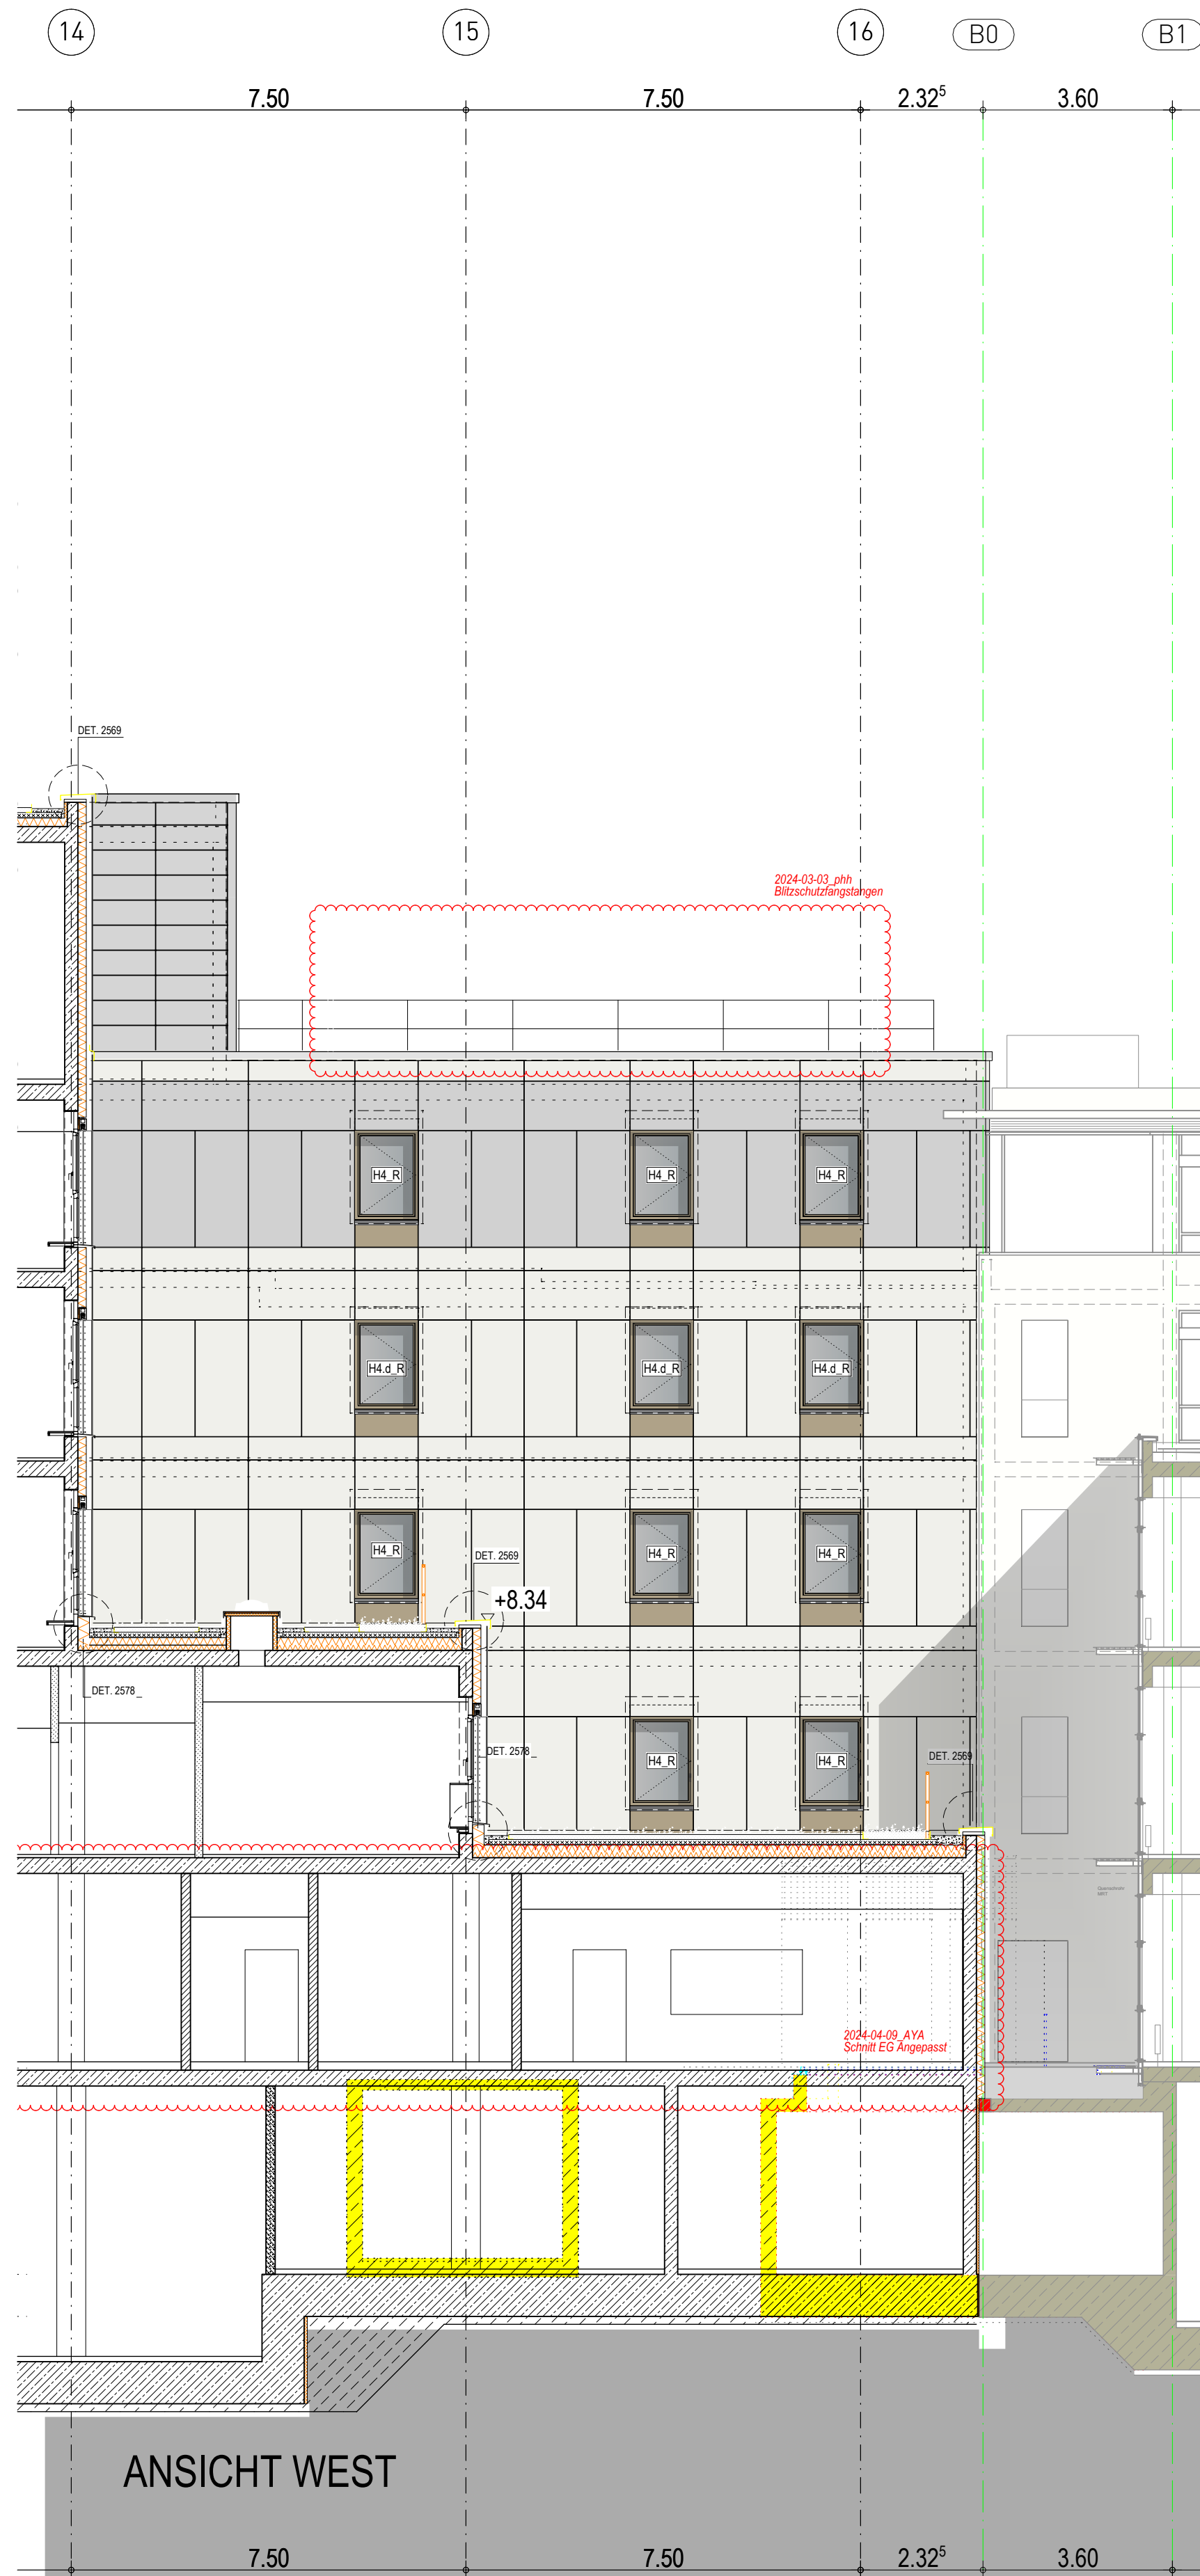 14 15 16 B0 B1
7.50 7.50 2.32⁵ 3.60
DET. 2569
2024-03-03_phh
Blitzschutzfangstangen
H4_R H4_R H4_R
H4.d_R H4.d_R H4.d_R
H4_R H4_R H4_R
DET. 2569
+8.34
DET. 2578
DET. 2578
H4_R H4_R
DET. 2569
2024-04-09_AYA
Schnitt EG Angepasst
ANSICHT WEST
7.50 7.50 2.32⁵ 3.60